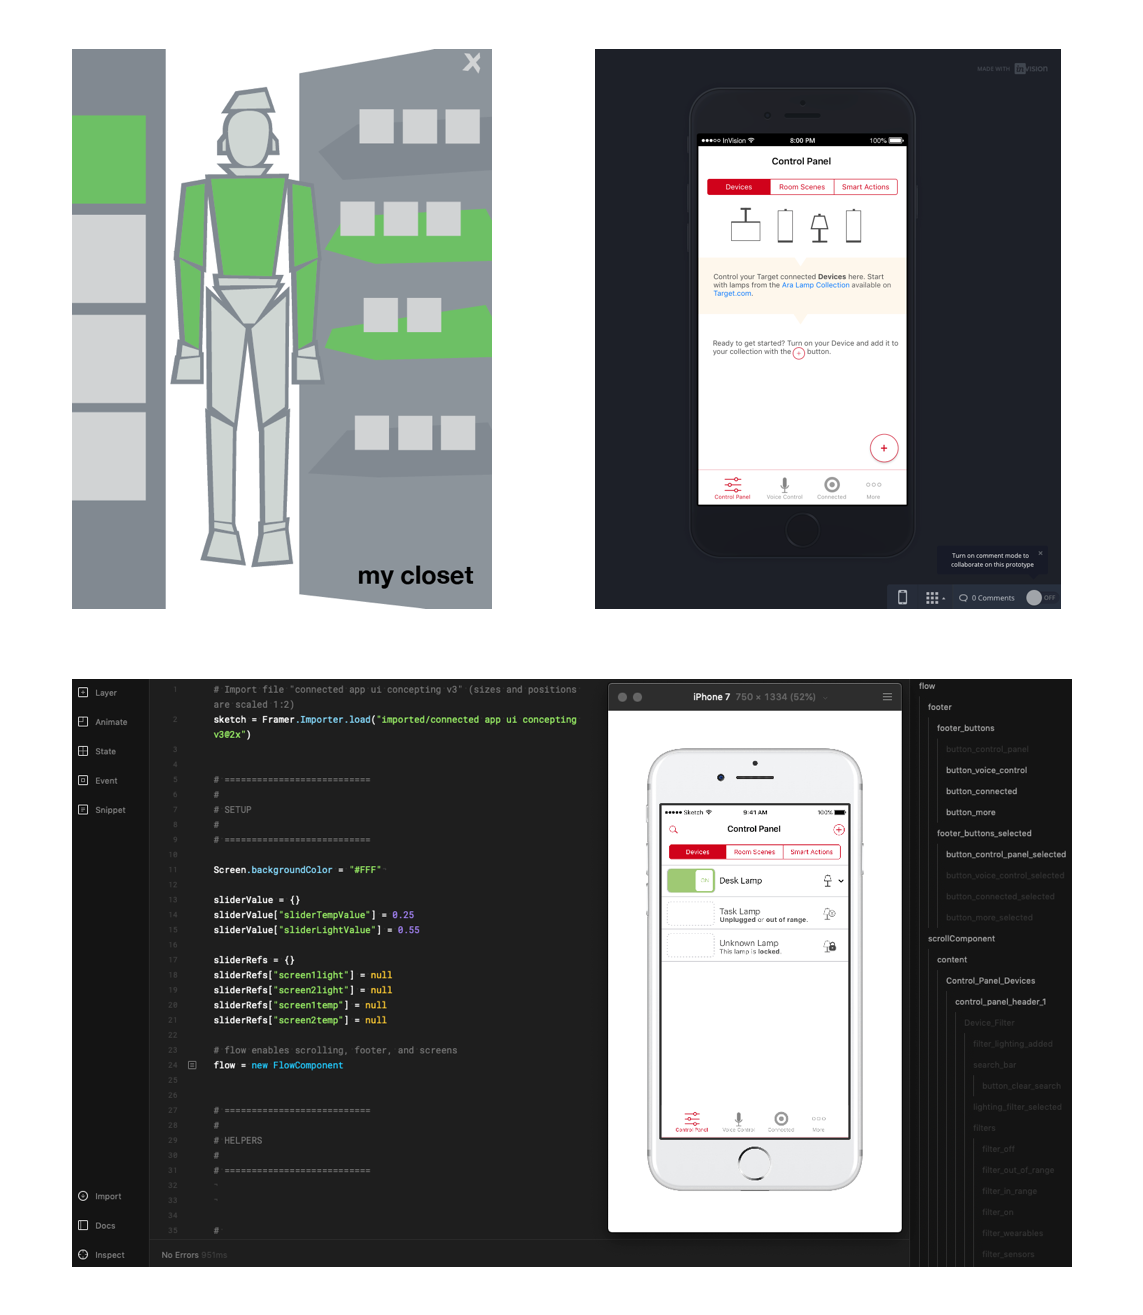 X
my closet
MADE WITH InVISION
InVision
8:00 PM
100%
Control Panel
Devices
Room Scenes
Smart Actions
Control your Target connected Devices here. Start
with lamps from the Ara Lamp Collection available on
Target.com.
Ready to get started? Turn on your Device and add it to
your collection with the + button.
+
Control Panel
Voice Control
Connected
More
Turn on comment mode to
collaborate on this prototype
×
0 Comments
OFF
Layer
Animate
State
Event
Snippet
Import
Docs
Inspect
1 # Import file "connected app ui concepting v3" (sizes and positions
are scaled 1:2)
2 sketch = Framer.Importer.load("imported/connected app ui concepting
v3@2x")
3
4
5 # ===========================
6 #
7 # SETUP
8 #
9 # ===========================
10
11 Screen.backgroundColor = "#FFF"
12
13 sliderValue = {}
14 sliderValue["sliderTempValue"] = 0.25
15 sliderValue["sliderLightValue"] = 0.55
16
17 sliderRefs = {}
18 sliderRefs["screen1light"] = null
19 sliderRefs["screen2light"] = null
20 sliderRefs["screen1temp"] = null
21 sliderRefs["screen2temp"] = null
22
23 # flow enables scrolling, footer, and screens
24 flow = new FlowComponent
25
26
27 # ===========================
28 #
29 # HELPERS
30 #
31 # ===========================
32
33
34
35 #
No Errors 951ms
iPhone 7 750 × 1334 (52%)
Sketch
9:41 AM
100%
Control Panel
Devices
Room Scenes
Smart Actions
ON
Desk Lamp
Task Lamp
Unplugged or out of range.
Unknown Lamp
This lamp is locked.
Control Panel
Voice Control
Connected
More
flow
footer
footer_buttons
button_control_panel
button_voice_control
button_connected
button_more
footer_buttons_selected
button_control_panel_selected
button_voice_control_selected
button_connected_selected
button_more_selected
scrollComponent
content
Control_Panel_Devices
control_panel_header_1
Device_Filter
filter_lighting_added
search_bar
button_clear_search
lighting_filter_selected
filters
filter_off
filter_out_of_range
filter_in_range
filter_on
filter_wearables
filter_sensors